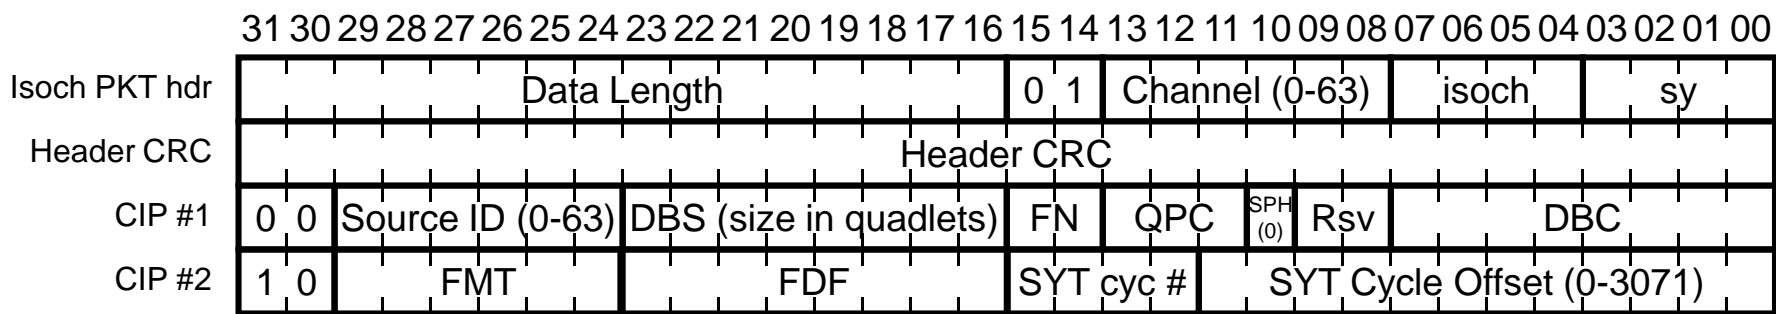 31 30 29 28 27 26 25 24 23 22 21 20 19 18 17 16 15 14 13 12 11 10 09 08 07 06 05 04 03 02 01 00
Isoch PKT hdr Data Length 0 1 Channel (0-63) isoch sy
Header CRC Header CRC
CIP #1 0 0 Source ID (0-63) DBS (size in quadlets) FN QPC SPH (0) Rsv DBC
CIP #2 1 0 FMT FDF SYT cyc # SYT Cycle Offset (0-3071)